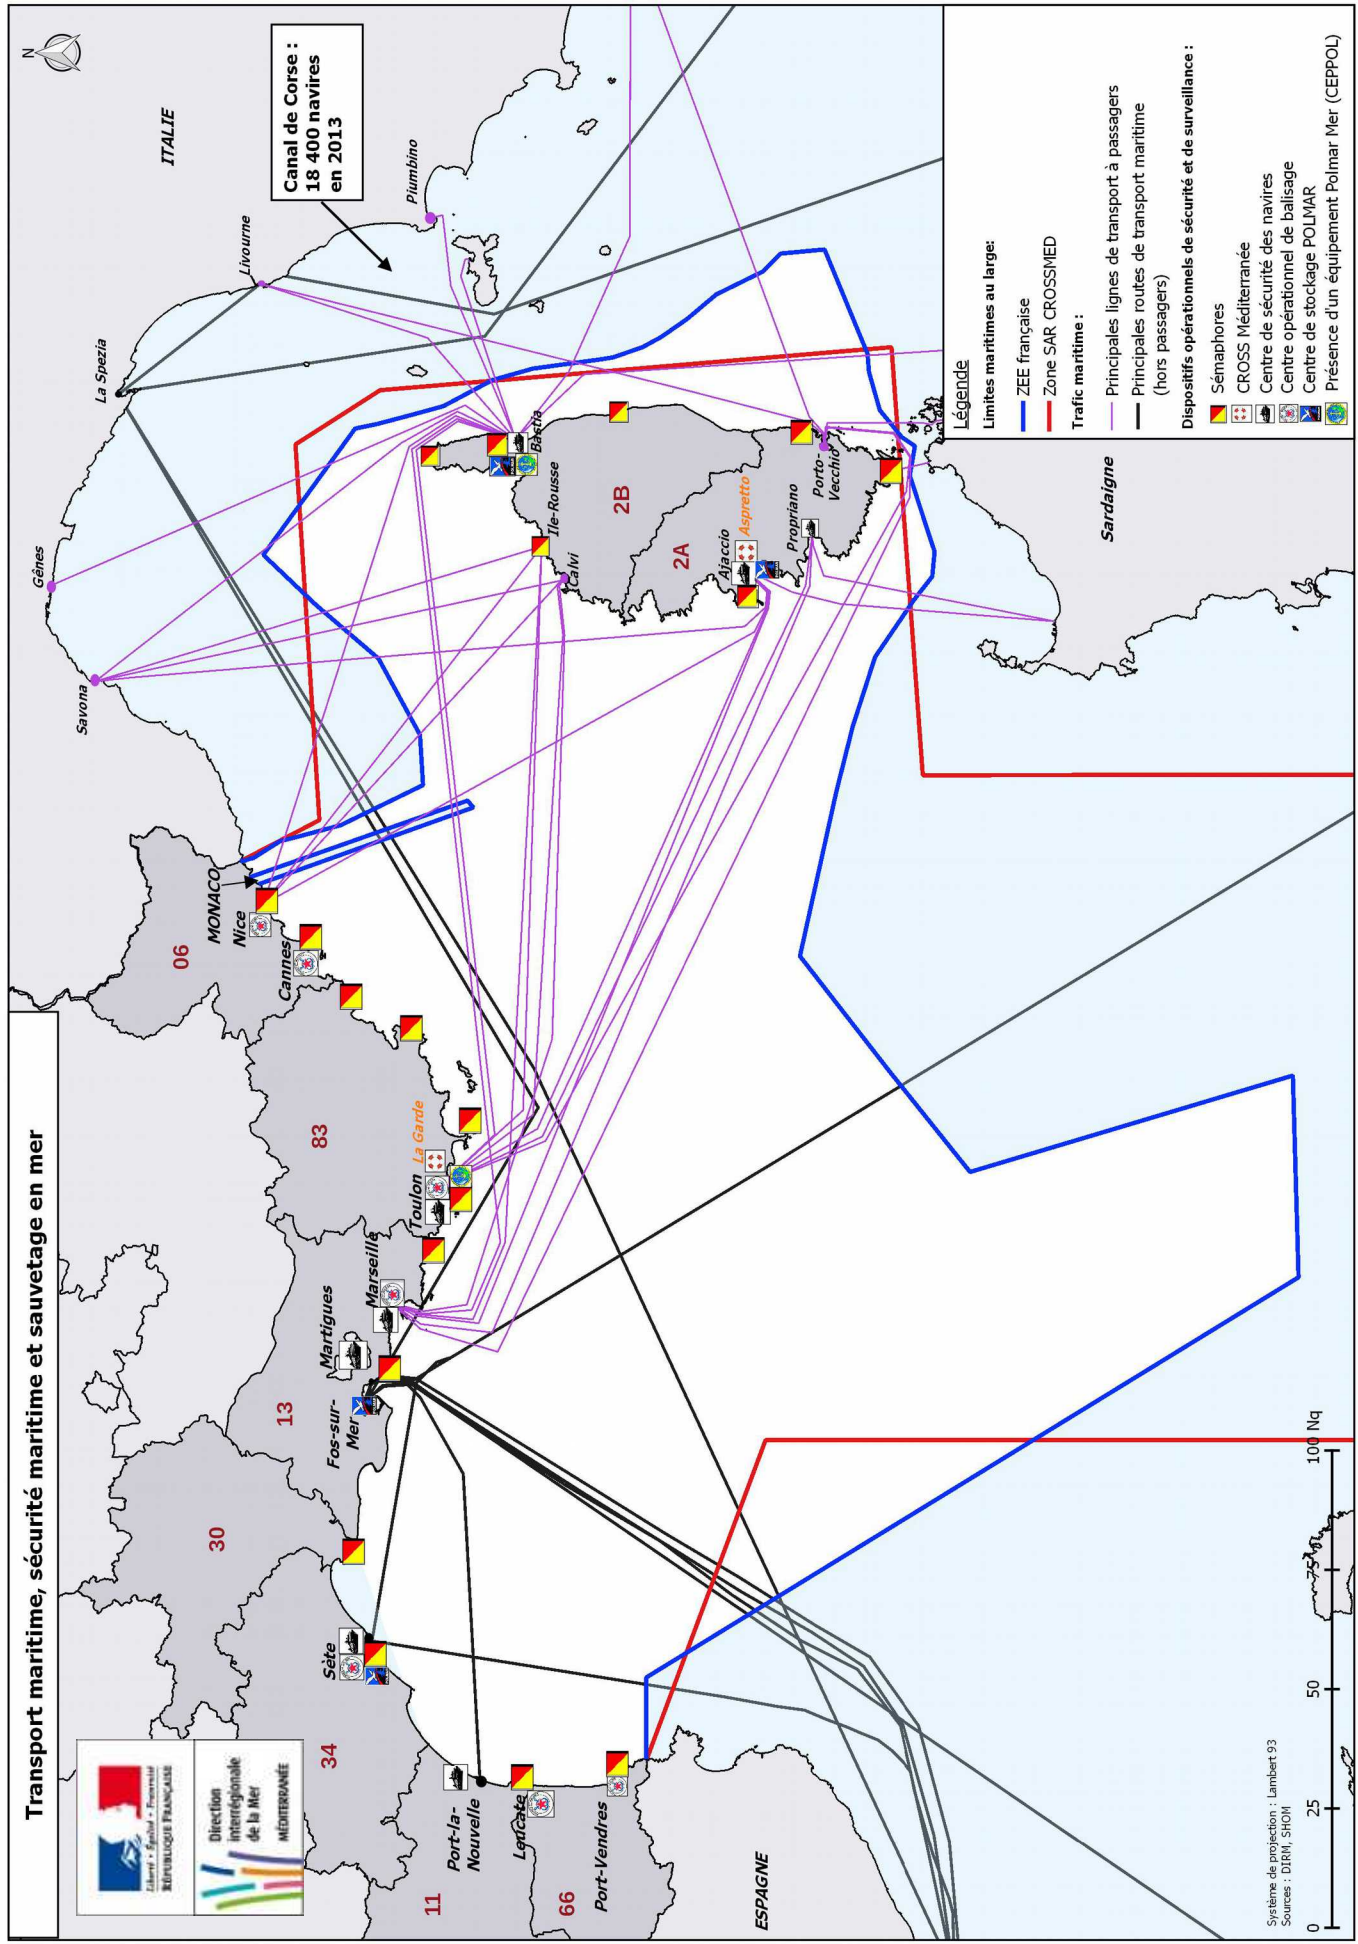 Transport maritime, sécurité maritime et sauvetage en mer
Liberté • Égalité • Fraternité
RÉPUBLIQUE FRANÇAISE
Direction
interrégionale
de la Mer
MÉDITERRANÉE
N
ITALIE
Canal de Corse :
18 400 navires
en 2013
Gênes
Savona
La Spezia
Livourne
Piumbino
MONACO
Nice
06
Cannes
83
La Garde
Toulon
Marseille
Martigues
13
Fos-sur-
Mer
30
Sète
34
Port-la-
Nouvelle
11
Leucate
66
Port-Vendres
ESPAGNE
Bastia
Ile-Rousse
Calvi
2B
2A
Ajaccio
Aspretto
Propriano
Porto-
Vecchio
Sardaigne
Légende
Limites maritimes au large:
ZEE française
Zone SAR CROSSMED
Trafic maritime :
Principales lignes de transport à passagers
Principales routes de transport maritime
(hors passagers)
Dispositifs opérationnels de sécurité et de surveillance :
Sémaphores
CROSS Méditerranée
Centre de sécurité des navires
Centre opérationnel de balisage
Centre de stockage POLMAR
Présence d'un équipement Polmar Mer (CEPPOL)
Système de projection : Lambert 93
Sources : DIRM, SHOM
0 25 50 75 100 Nq